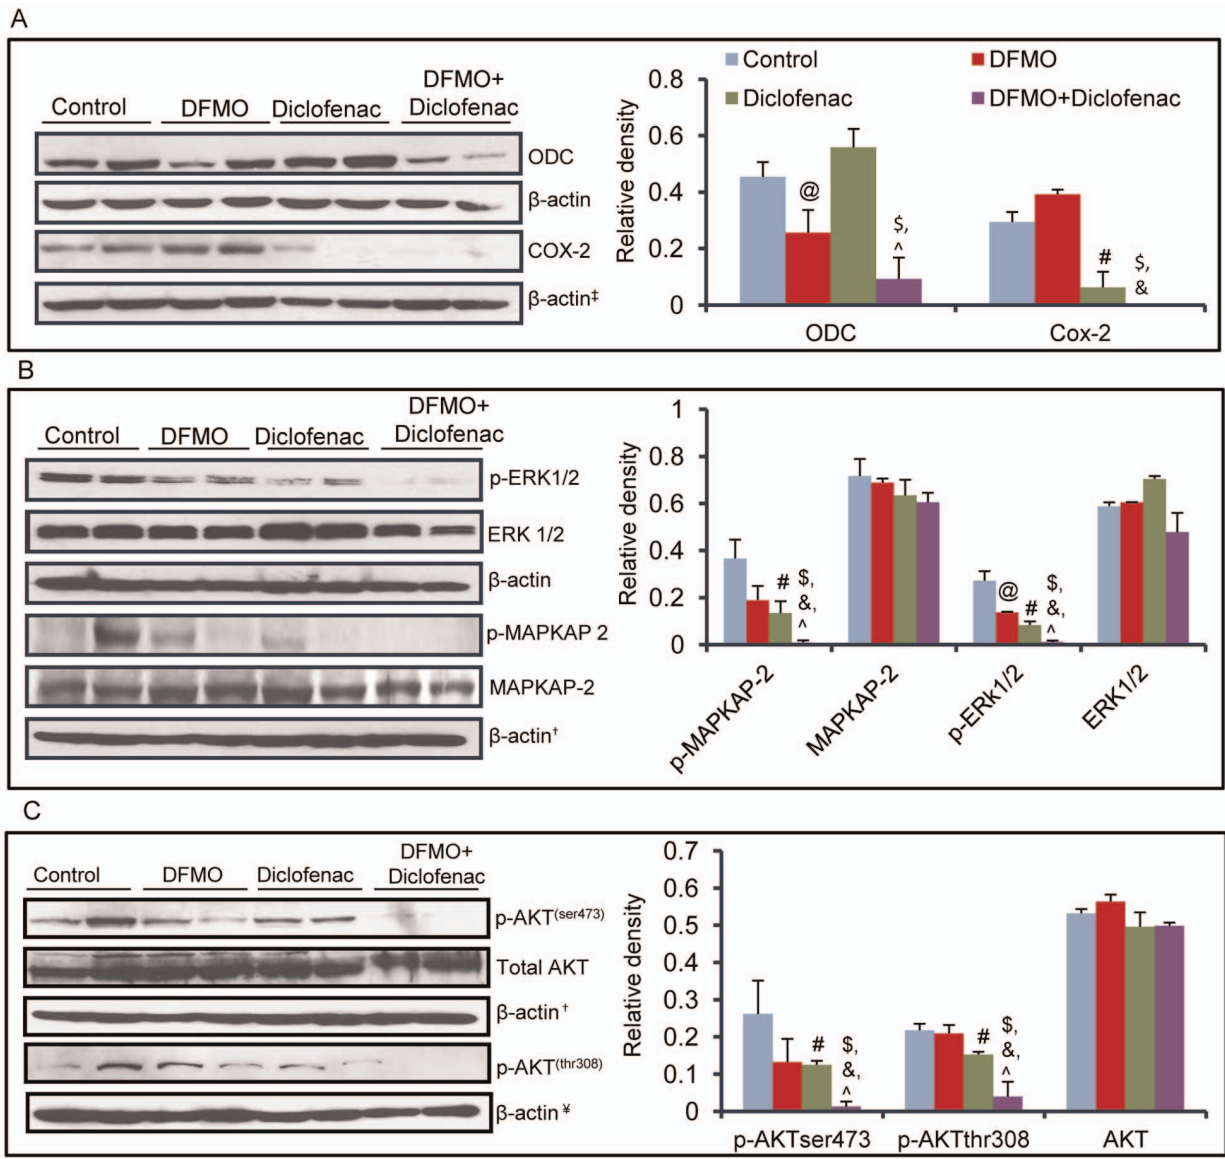 A
Control
DFMO
Diclofenac
DFMO+
Diclofenac
ODC
β-actin
COX-2
β-actin‡
Control
DFMO
Diclofenac
DFMO+Diclofenac
Relative density
0.8
0.6
0.4
0.2
0
@
$,
^
#
$,
&
ODC
Cox-2
B
Control
DFMO
Diclofenac
DFMO+
Diclofenac
p-ERK1/2
ERK 1/2
β-actin
p-MAPKAP 2
MAPKAP-2
β-actin†
Relative density
1
0.8
0.6
0.4
0.2
0
#
$,
&,
^
@
#
$,
&,
^
p-MAPKAP-2
MAPKAP-2
p-ERk1/2
ERK1/2
C
Control
DFMO
Diclofenac
DFMO+
Diclofenac
p-AKT(ser473)
Total AKT
β-actin †
p-AKT(thr308)
β-actin ¥
Relative density
0.7
0.6
0.5
0.4
0.3
0.2
0.1
0
#
$,
&,
^
#
$,
&,
^
p-AKTser473
p-AKTthr308
AKT